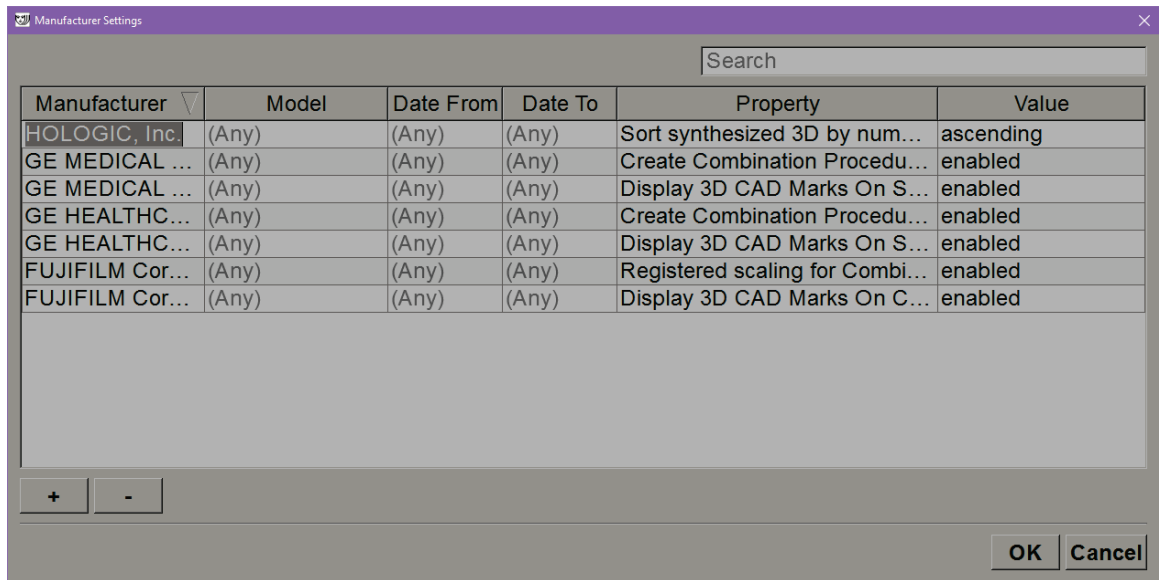 Manufacturer Settings
Search
Manufacturer Model Date From Date To Property Value
HOLOGIC, Inc. (Any) (Any) (Any) Sort synthesized 3D by num... ascending
GE MEDICAL ... (Any) (Any) (Any) Create Combination Procedu... enabled
GE MEDICAL ... (Any) (Any) (Any) Display 3D CAD Marks On S... enabled
GE HEALTHC... (Any) (Any) (Any) Create Combination Procedu... enabled
GE HEALTHC... (Any) (Any) (Any) Display 3D CAD Marks On S... enabled
FUJIFILM Cor... (Any) (Any) (Any) Registered scaling for Combi... enabled
FUJIFILM Cor... (Any) (Any) (Any) Display 3D CAD Marks On C... enabled
+ -
OK Cancel